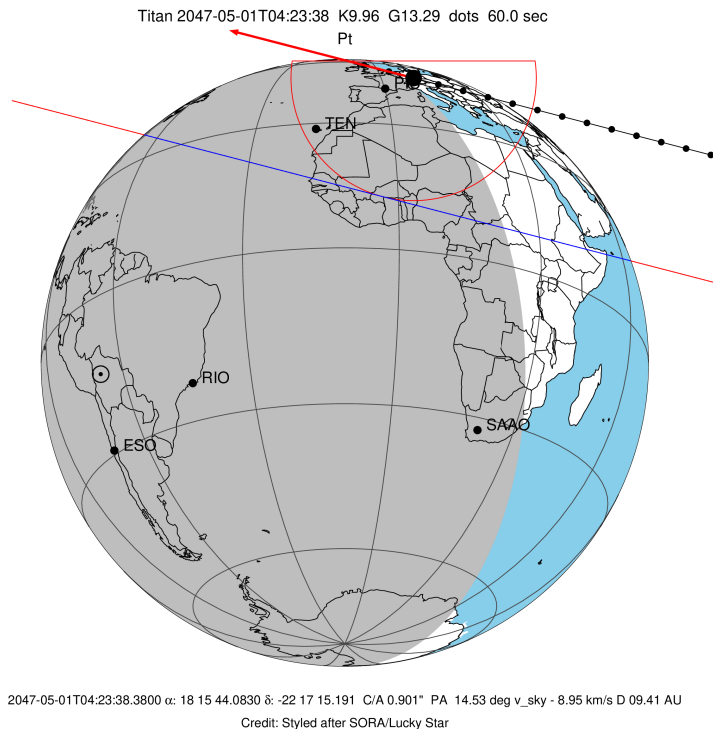 Titan 2047-05-01T04:23:38 K9.96 G13.29 dots 60.0 sec
Pt
TEN
RIO
ESO
SAAO
2047-05-01T04:23:38.3800 α: 18 15 44.0830 δ: -22 17 15.191 C/A 0.901" PA 14.53 deg v_sky - 8.95 km/s D 09.41 AU
Credit: Styled after SORA/Lucky Star